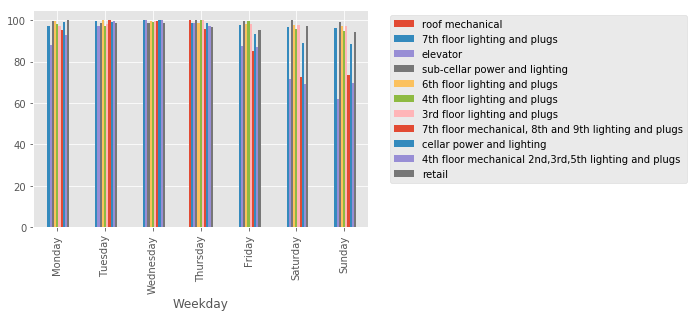 100
80
60
40
20
0
Monday
Tuesday
Wednesday
Thursday
Friday
Saturday
Sunday
Weekday
roof mechanical
7th floor lighting and plugs
elevator
sub-cellar power and lighting
6th floor lighting and plugs
4th floor lighting and plugs
3rd floor lighting and plugs
7th floor mechanical, 8th and 9th lighting and plugs
cellar power and lighting
4th floor mechanical 2nd,3rd,5th lighting and plugs
retail